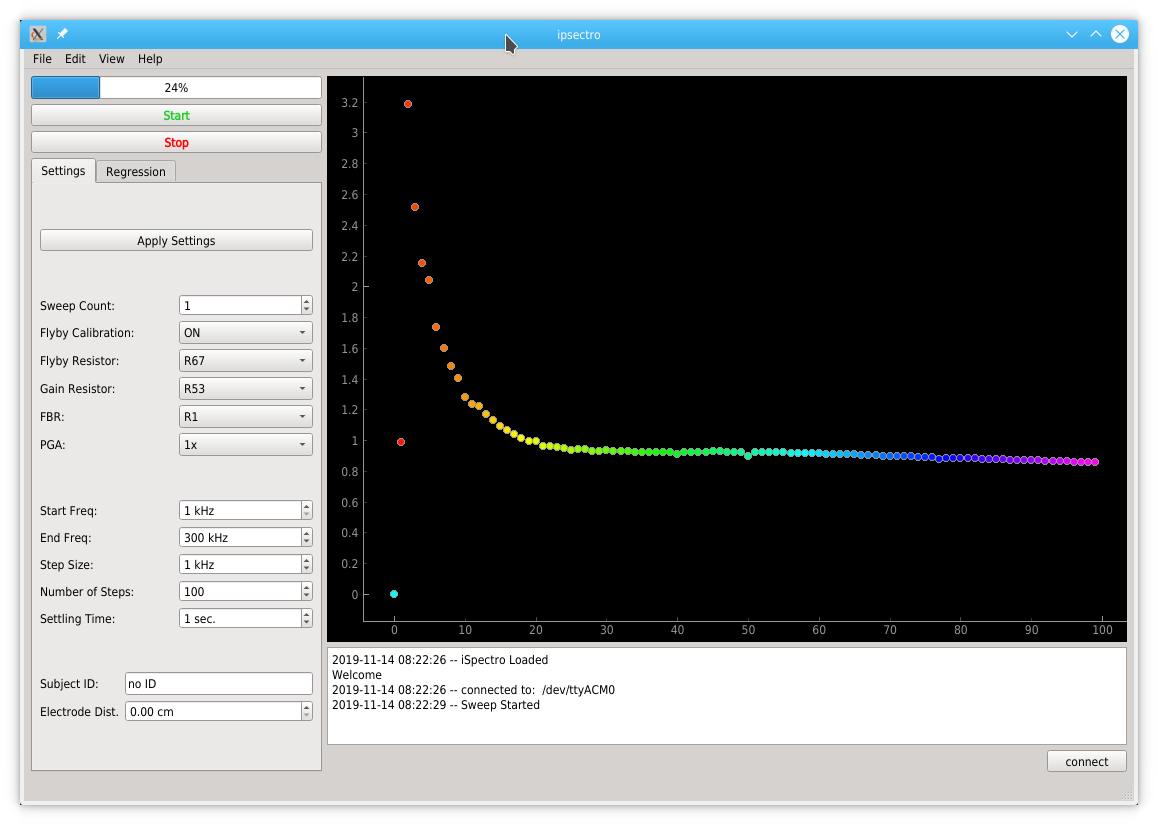 ipsectro
File Edit View Help
24%
Start
Stop
Settings Regression
Apply Settings
Sweep Count: 1
Flyby Calibration: ON
Flyby Resistor: R67
Gain Resistor: R53
FBR: R1
PGA: 1x
Start Freq: 1 kHz
End Freq: 300 kHz
Step Size: 1 kHz
Number of Steps: 100
Settling Time: 1 sec.
Subject ID: no ID
Electrode Dist. 0.00 cm
3.2
3
2.8
2.6
2.4
2.2
2
1.8
1.6
1.4
1.2
1
0.8
0.6
0.4
0.2
0
0 10 20 30 40 50 60 70 80 90 100
2019-11-14 08:22:26 -- iSpectro Loaded
Welcome
2019-11-14 08:22:26 -- connected to: /dev/ttyACM0
2019-11-14 08:22:29 -- Sweep Started
connect